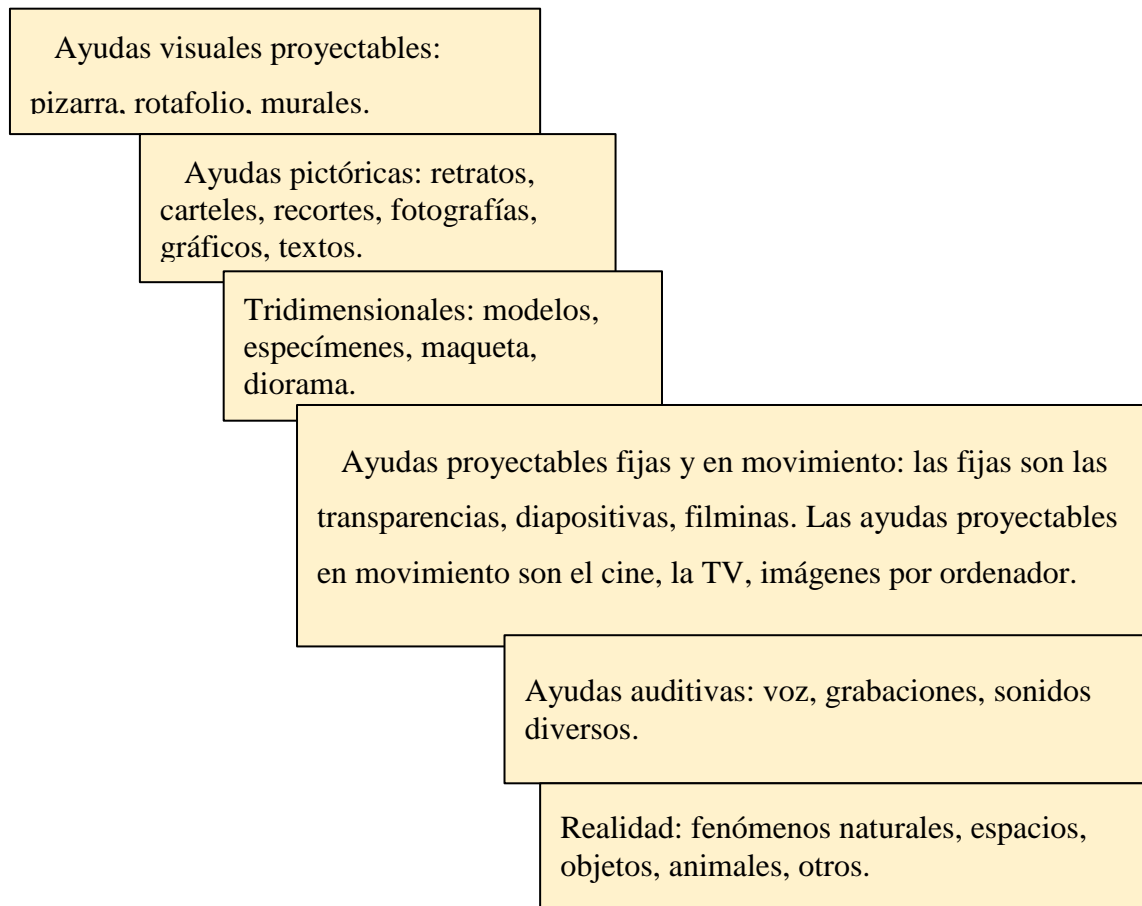 Ayudas visuales proyectables:
pizarra, rotafolio, murales.
Ayudas pictóricas: retratos,
carteles, recortes, fotografías,
gráficos, textos.
Tridimensionales: modelos,
especímenes, maqueta,
diorama.
Ayudas proyectables fijas y en movimiento: las fijas son las
transparencias, diapositivas, filminas. Las ayudas proyectables
en movimiento son el cine, la TV, imágenes por ordenador.
Ayudas auditivas: voz, grabaciones, sonidos
diversos.
Realidad: fenómenos naturales, espacios,
objetos, animales, otros.